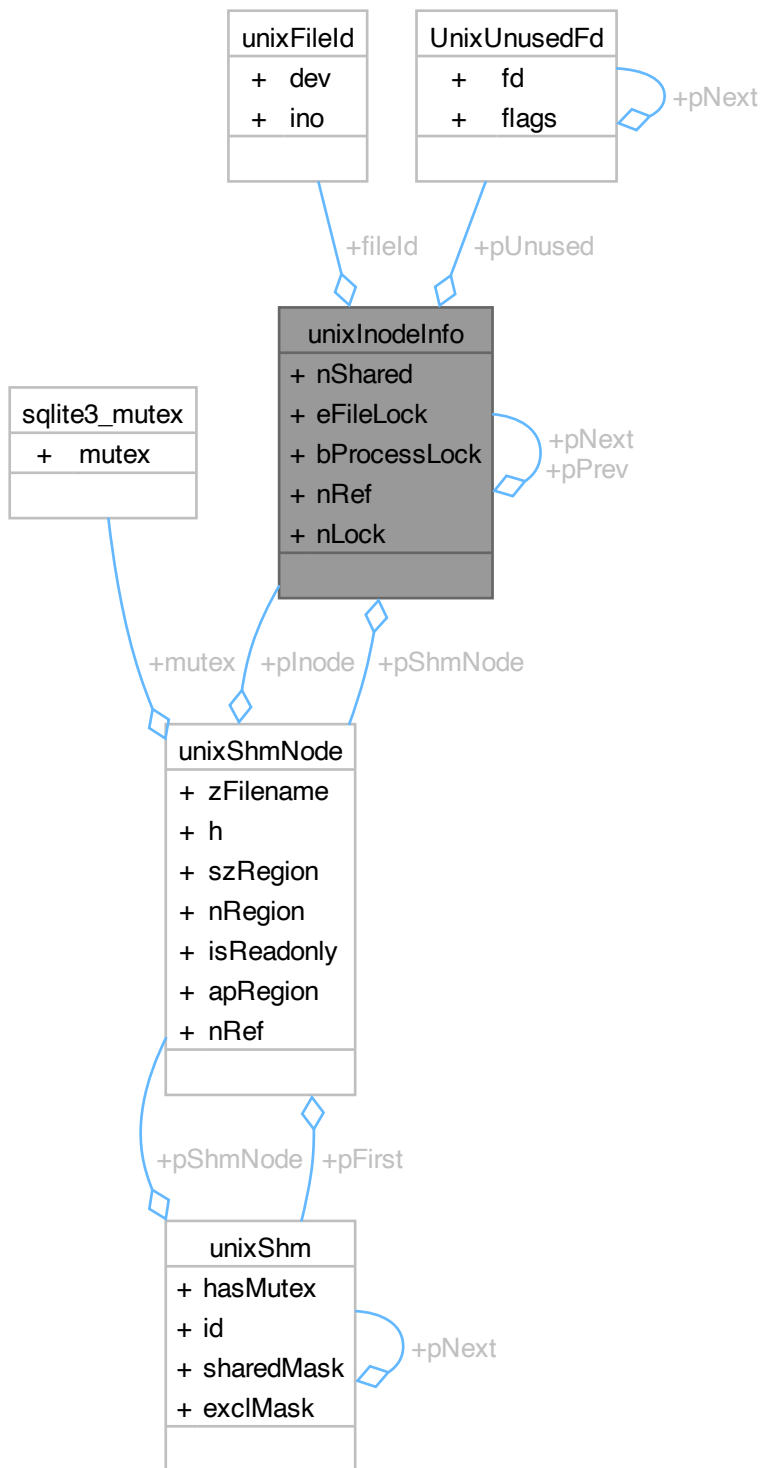 unixFileId
+ dev
+ ino
UnixUnusedFd
+ fd
+ flags
+pNext
+fileId
+pUnused
unixInodeInfo
+ nShared
+ eFileLock
+ bProcessLock
+ nRef
+ nLock
+pNext
+pPrev
sqlite3_mutex
+ mutex
+mutex
+pInode
+pShmNode
unixShmNode
+ zFilename
+ h
+ szRegion
+ nRegion
+ isReadonly
+ apRegion
+ nRef
+pShmNode
+pFirst
unixShm
+ hasMutex
+ id
+ sharedMask
+ exclMask
+pNext